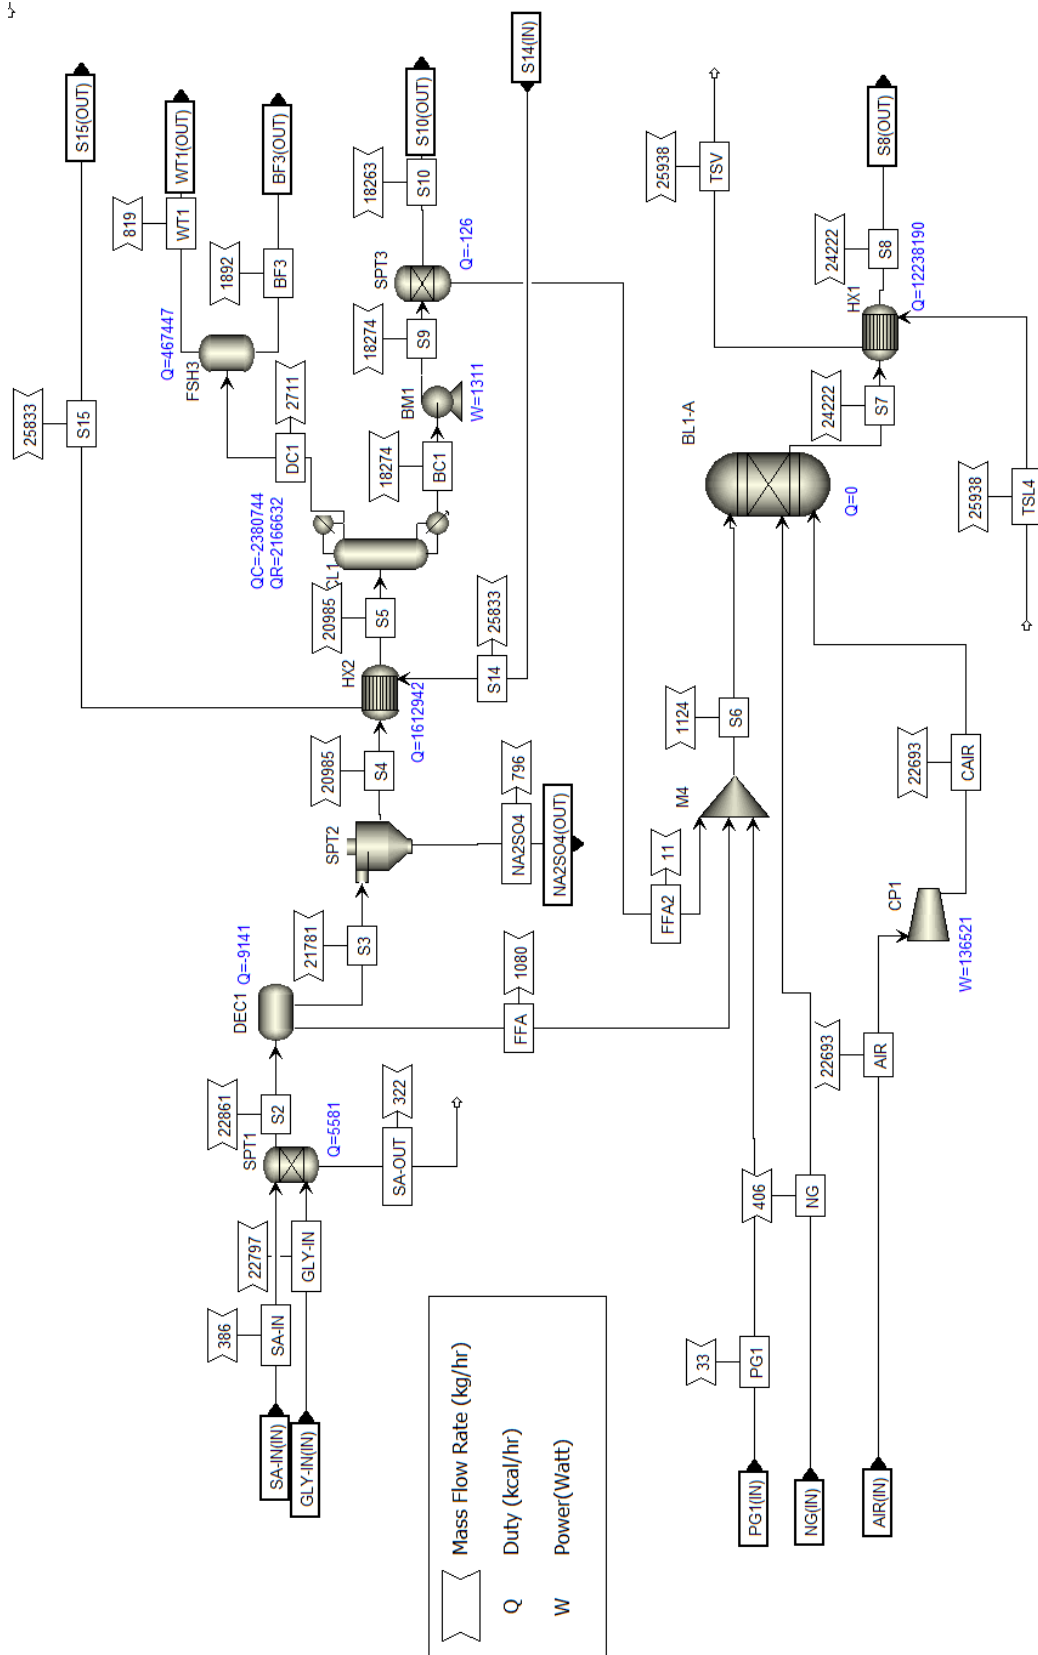 SA-IN(IN)
GLY-IN(IN)
386
SA-IN
22797
GLY-IN
SPT1
Q=5581
SA-OUT
322
22861
S2
DEC1
Q=-9141
FFA
1080
21781
S3
SPT2
NA2SO4
796
NA2SO4(OUT)
20985
S4
HX2
Q=1612942
S14
25833
S14(IN)
25833
S15
S15(OUT)
20985
S5
CL1
QC=-2380744
QR=2166632
DC1
2711
FSH3
Q=467447
819
WT1
WT1(OUT)
1892
BF3
BF3(OUT)
18274
BC1
BM1
W=1311
18274
S9
SPT3
Q=-126
18263
S10
S10(OUT)
Mass Flow Rate (kg/hr)
Q Duty (kcal/hr)
W Power(Watt)
PG1(IN)
33
PG1
NG(IN)
406
NG
AIR(IN)
22693
AIR
CP1
W=136521
22693
CAIR
FFA2
11
M4
1124
S6
BL1-A
Q=0
24222
S7
HX1
Q=12238190
24222
S8
S8(OUT)
25938
TSL4
25938
TSV